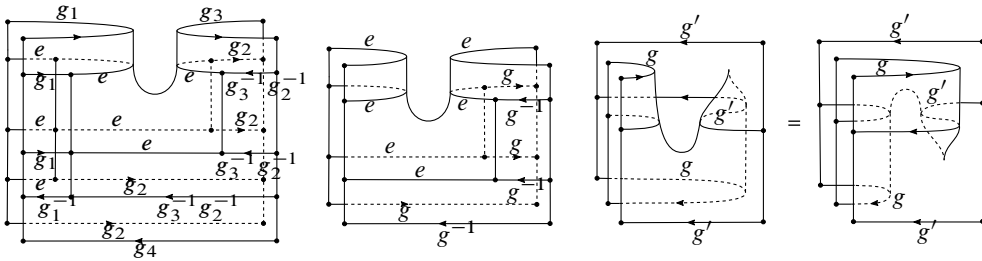 g₁ g₃
e g₂
g₁ e e g₃⁻¹ g₂⁻¹
e e g₂
g₁ e g₃⁻¹ g₂⁻¹
e g₂
g₁⁻¹ g₃⁻¹ g₂⁻¹
g₂
g₄
e e
g
e e g⁻¹
e g
e g⁻¹
g
g⁻¹
g′
g
g′
g
g′
=
g′
g
g′
g
g′